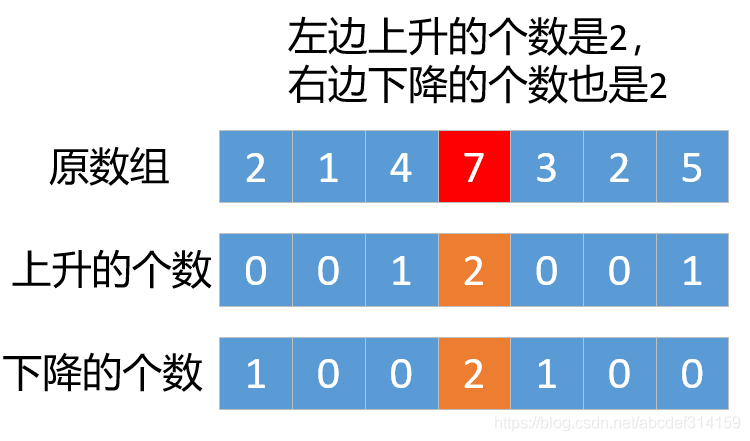 左边上升的个数是2，
右边下降的个数也是2
原数组 2 1 4 7 3 2 5
上升的个数 0 0 1 2 0 0 1
下降的个数 1 0 0 2 1 0 0
https://blog.csdn.net/abcdef314159